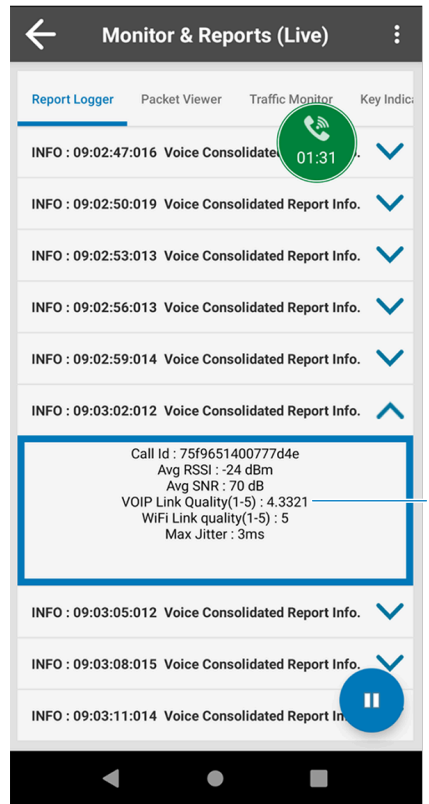 Monitor & Reports (Live)
Report Logger Packet Viewer Traffic Monitor Key Indica
01:31
INFO : 09:02:47:016 Voice Consolidated
INFO : 09:02:50:019 Voice Consolidated Report Info.
INFO : 09:02:53:013 Voice Consolidated Report Info.
INFO : 09:02:56:013 Voice Consolidated Report Info.
INFO : 09:02:59:014 Voice Consolidated Report Info.
INFO : 09:03:02:012 Voice Consolidated Report Info.
Call Id : 75f9651400777d4e
Avg RSSI : -24 dBm
Avg SNR : 70 dB
VOIP Link Quality(1-5) : 4.3321
WiFi Link quality(1-5) : 5
Max Jitter : 3ms
INFO : 09:03:05:012 Voice Consolidated Report Info.
INFO : 09:03:08:015 Voice Consolidated Report Info.
INFO : 09:03:11:014 Voice Consolidated Report In